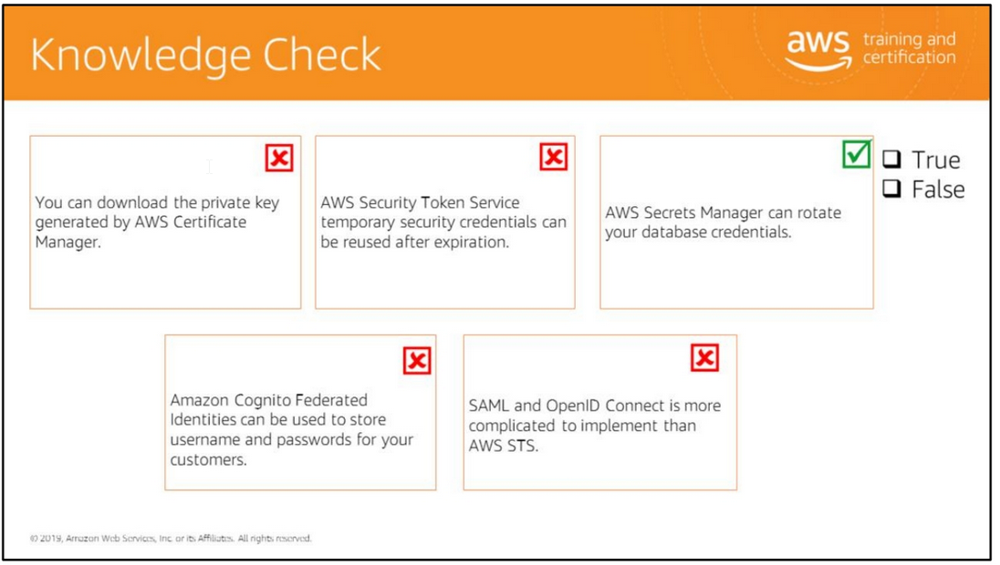 Knowledge Check
aws training and
certification
You can download the private key
generated by AWS Certificate
Manager.
AWS Security Token Service
temporary security credentials can
be reused after expiration.
AWS Secrets Manager can rotate
your database credentials.
True
False
Amazon Cognito Federated
Identities can be used to store
username and passwords for your
customers.
SAML and OpenID Connect is more
complicated to implement than
AWS STS.
© 2019, Amazon Web Services, Inc. or its Affiliates. All rights reserved.